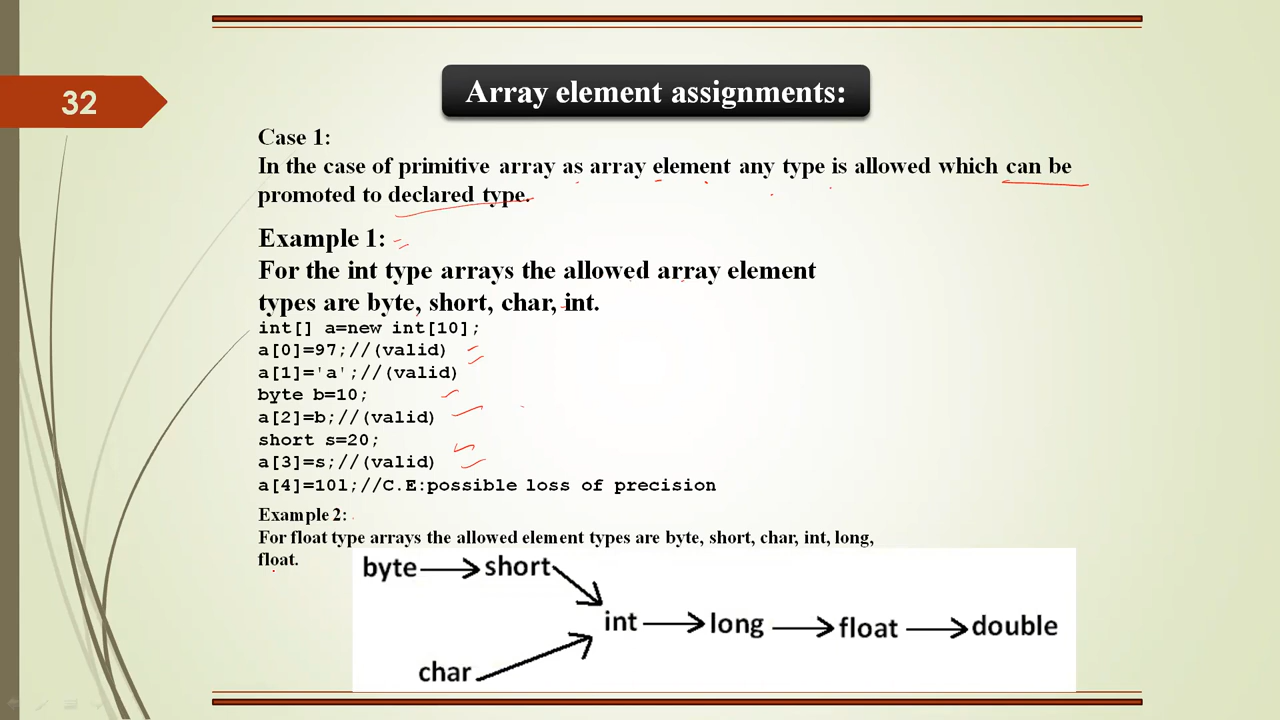 32
Array element assignments:
Case 1:
In the case of primitive array as array element any type is allowed which can be
promoted to declared type.
Example 1:
For the int type arrays the allowed array element
types are byte, short, char, int.
int[] a=new int[10];
a[0]=97;//(valid)
a[1]='a';//(valid)
byte b=10;
a[2]=b;//(valid)
short s=20;
a[3]=s;//(valid)
a[4]=10l;//C.E:possible loss of precision
Example 2:
For float type arrays the allowed element types are byte, short, char, int, long,
float.
byte short
int long float double
char